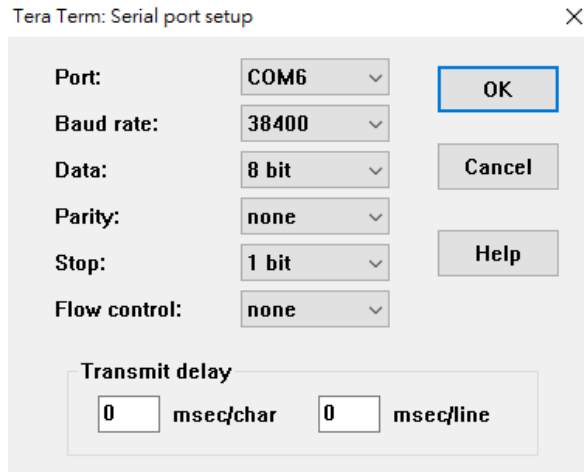 Tera Term: Serial port setup
Port: COM6
OK
Baud rate: 38400
Data: 8 bit
Cancel
Parity: none
Stop: 1 bit
Help
Flow control: none
Transmit delay
0 msec/char 0 msec/line